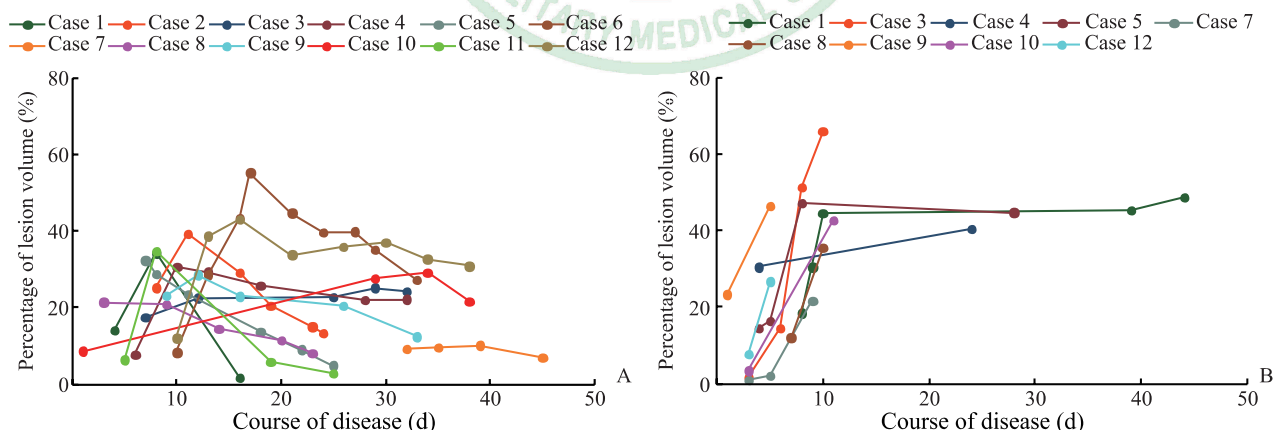 Case 1 Case 2 Case 3 Case 4 Case 5 Case 6
Case 7 Case 8 Case 9 Case 10 Case 11 Case 12
80
60
40
20
0
10 20 30 40 50
Percentage of lesion volume (%)
Course of disease (d)
A
Case 1 Case 3 Case 4 Case 5 Case 7
Case 8 Case 9 Case 10 Case 12
80
60
40
20
0
10 20 30 40 50
Percentage of lesion volume (%)
Course of disease (d)
B
MEDICAL